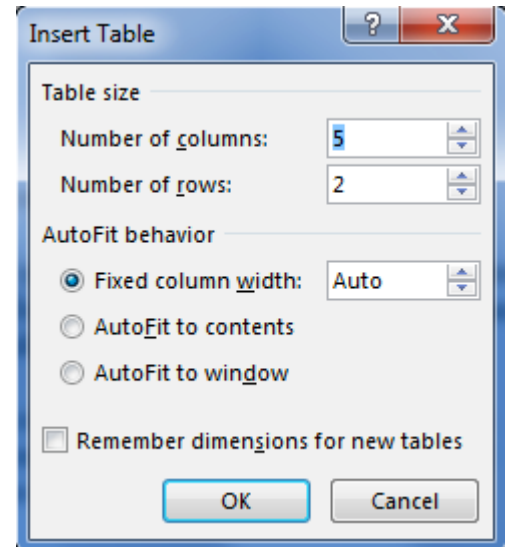 Insert Table
Table size
Number of columns: 5
Number of rows: 2
AutoFit behavior
Fixed column width: Auto
AutoFit to contents
AutoFit to window
Remember dimensions for new tables
OK Cancel